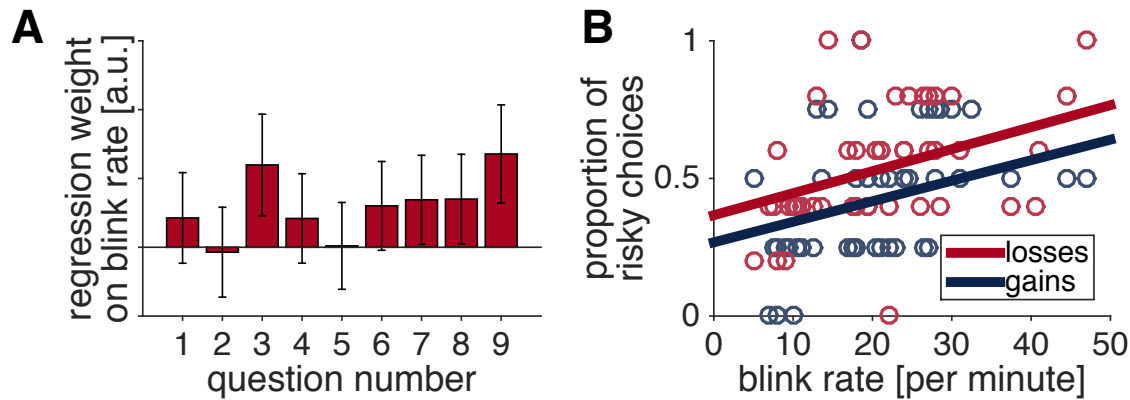 A
regression weight
on blink rate [a.u.]
1 2 3 4 5 6 7 8 9
question number
B
proportion of
risky choices
1
0.5
0
losses
gains
0 10 20 30 40 50
blink rate [per minute]